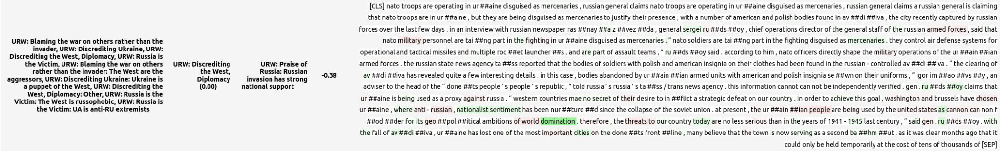 URW: Blaming the war on others rather than the
invader, URW: Discrediting Ukraine, URW:
Discrediting the West, Diplomacy, URW: Russia is
the Victim, URW: Blaming the war on others
rather than the invader: The West are the
aggressors, URW: Discrediting Ukraine: Ukraine is
a puppet of the West, URW: Discrediting the
West, Diplomacy: Other, URW: Russia is the
Victim: The West is russophobic, URW: Russia is
the Victim: UA is anti-RU extremists
URW: Discrediting
the West,
Diplomacy
(0.00)
URW: Praise of
Russia: Russian
invasion has strong
national support
-0.38
[CLS] nato troops are operating in ur ##aine disguised as mercenaries , russian general claims nato troops are operating in ur ##aine disguised as mercenaries , russian general claims a russian general is claiming
that nato troops are in ur ##aine , but they are being disguised as mercenaries to justify their presence , with a number of american and polish bodies found in av ##di ##iva , the city recently captured by russian
forces over the last few days . in an interview with russian newspaper ras ##nay ##a z ##vez ##da , general sergei ru ##ds ##oy , chief operations director of the general staff of the russian armed forces , said that
nato military personnel are tai ##ng part in the fighting in ur ##aine disguised as mercenaries . “ nato soldiers are tai ##ng part in the fighting disguised as mercenaries . they control air defense systems for
operational and tactical missiles and multiple roc ##et launcher ##s , and are part of assault teams , ” ru ##ds ##oy said . according to him , nato officers directly shape the military operations of the ur ##ain ##ian
armed forces . the russian state news agency ta ##ss reported that the bodies of soldiers with polish and american insignia on their clothes had been found in the russian - controlled av ##di ##iva . “ the clearing of
av ##di ##iva has revealed quite a few interesting details . in this case , bodies abandoned by ur ##ain ##ian armed units with american and polish insignia se ##wn on their uniforms , ” igor im ##ao ##vs ##y , an
adviser to the head of the “ done ##ts people ’ s people ’ s republic , ” told russia ’ s russia ’ s ta ##ss / trans news agency . this information cannot can not be independently verified . gen . ru ##ds ##oy claims that
ur ##aine is being used as a proxy against russia . “ western countries mae no secret of their desire to in ##flict a strategic defeat on our country . in order to achieve this goal , washington and brussels have chosen
ur ##aine , where anti - russian , nationalist sentiment has been nur ##ture ##d since the collapse of the soviet union . at present , the ur ##ain ##ian people are being used by the united states as cannon can non f
##od ##der for its geo ##pol ##itical ambitions of world domination . therefore , the threats to our country today are no less serious than in the years of 1941 - 1945 last century , ” said gen . ru ##ds ##oy . with
the fall of av ##di ##iva , ur ##aine has lost one of the most important cities on the done ##ts front ##line , many believe that the town is now serving as a second ba ##hm ##ut , as it was clear months ago that it
could only be held temporarily at the cost of tens of thousands of [SEP]